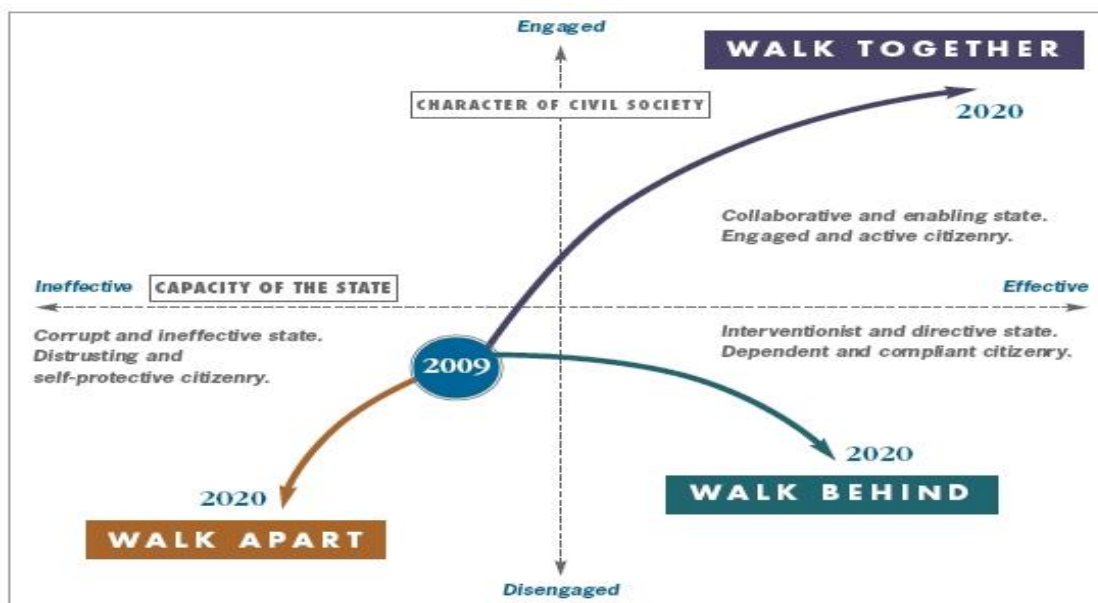 Engaged
WALK TOGETHER
CHARACTER OF CIVIL SOCIETY
2020
Collaborative and enabling state.
Engaged and active citizenry.
Ineffective
CAPACITY OF THE STATE
Effective
Corrupt and ineffective state.
Distrusting and
self-protective citizenry.
Interventionist and directive state.
Dependent and compliant citizenry.
2009
2020
WALK BEHIND
2020
WALK APART
Disengaged